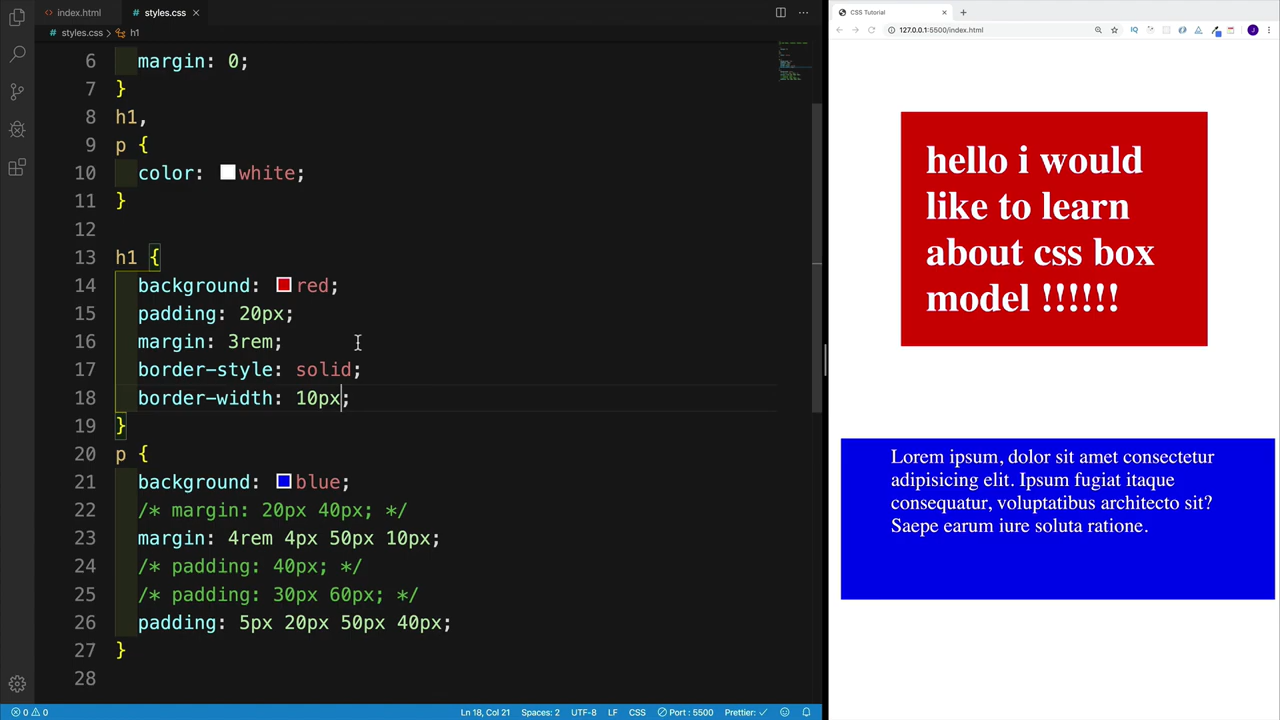 index.html
styles.css
styles.css
h1
6 margin: 0;
7 }
8 h1,
9 p {
10 color: white;
11 }
12
13 h1 {
14 background: red;
15 padding: 20px;
16 margin: 3rem;
17 border-style: solid;
18 border-width: 10px;
19 }
20 p {
21 background: blue;
22 /* margin: 20px 40px; */
23 margin: 4rem 4px 50px 10px;
24 /* padding: 40px; */
25 /* padding: 30px 60px; */
26 padding: 5px 20px 50px 40px;
27 }
28
0 0
Ln 18, Col 21
Spaces: 2
UTF-8
LF
CSS
Port : 5500
Prettier:
CSS Tutorial
127.0.0.1:5500/index.html
IQ
J
hello i would
like to learn
about css box
model !!!!!!
Lorem ipsum, dolor sit amet consectetur
adipisicing elit. Ipsum fugiat itaque
consequatur, voluptatibus architecto sit?
Saepe earum iure soluta ratione.